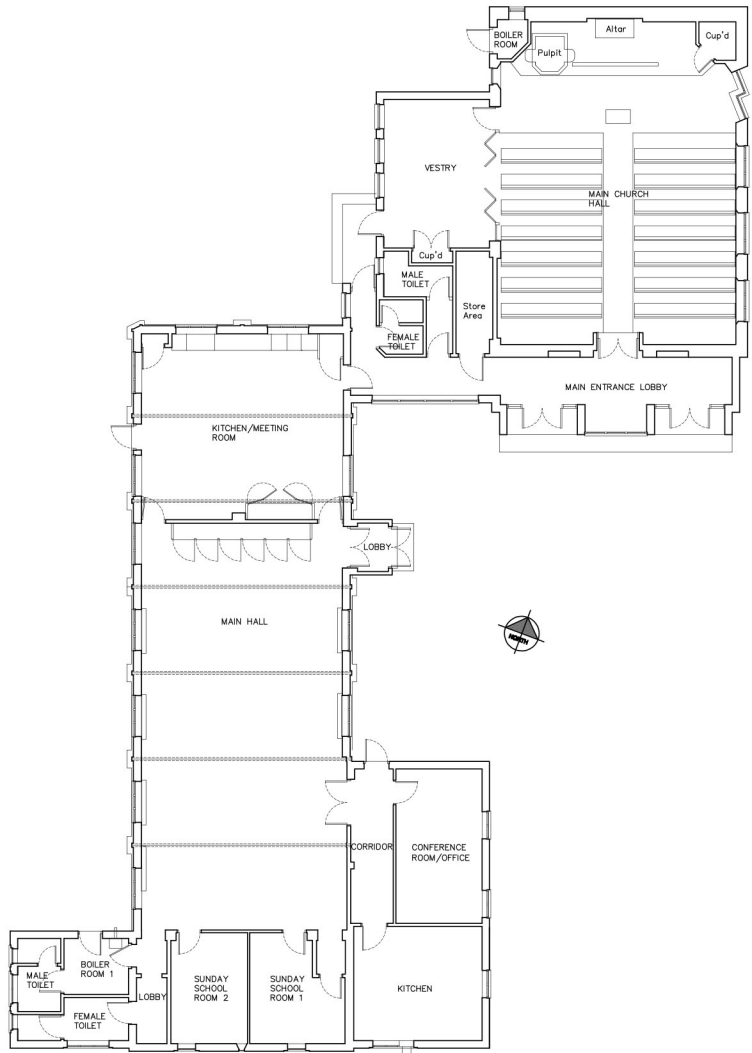 BOILER
ROOM
Altar
Cup'd
Pulpit
VESTRY
MAIN CHURCH
HALL
Cup'd
MALE
TOILET
Store
Area
FEMALE
TOILET
MAIN ENTRANCE LOBBY
KITCHEN/MEETING
ROOM
LOBBY
MAIN HALL
NORTH
CORRIDOR
CONFERENCE
ROOM/OFFICE
BOILER
ROOM 1
MALE
TOILET
LOBBY
SUNDAY
SCHOOL
ROOM 2
SUNDAY
SCHOOL
ROOM 1
KITCHEN
FEMALE
TOILET